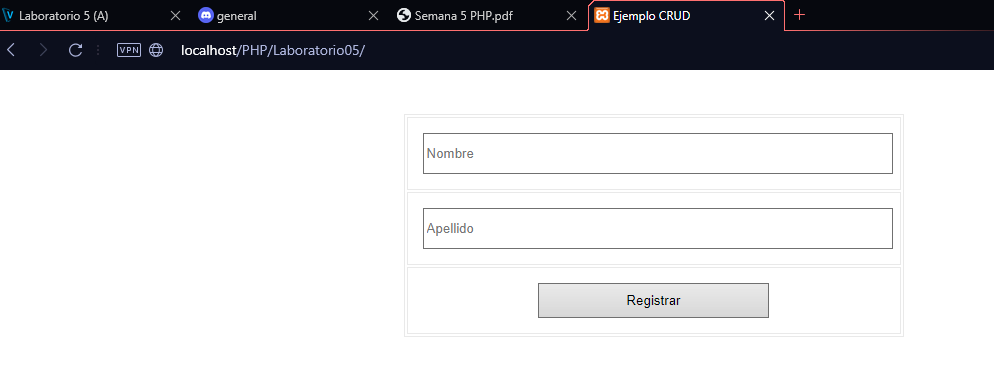 Laboratorio 5 (A)
general
Semana 5 PHP.pdf
Ejemplo CRUD
VPN
localhost/PHP/Laboratorio05/
Nombre
Apellido
Registrar